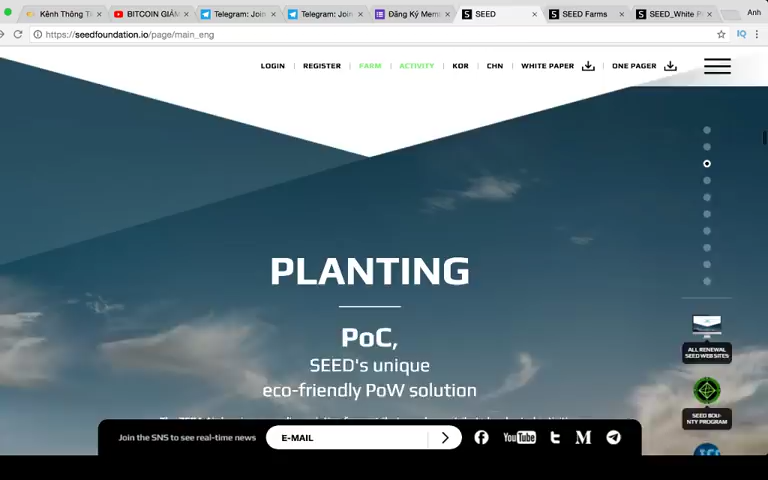 Kênh Thông T
BITCOIN GIẢM
Telegram: Join
Telegram: Join
Đăng Ký Mem
SEED
SEED Farms
SEED_White P
Anh
https://seedfoundation.io/page/main_eng
LOGIN | REGISTER | FARM | ACTIVITY | KOR | CHN | WHITE PAPER | ONE PAGER
PLANTING
PoC,
SEED's unique
eco-friendly PoW solution
ALL RENEWAL
SEED WEB SITES
SEED BOU-
NTY PROGRAM
Join the SNS to see real-time news
E-MAIL
YouTube